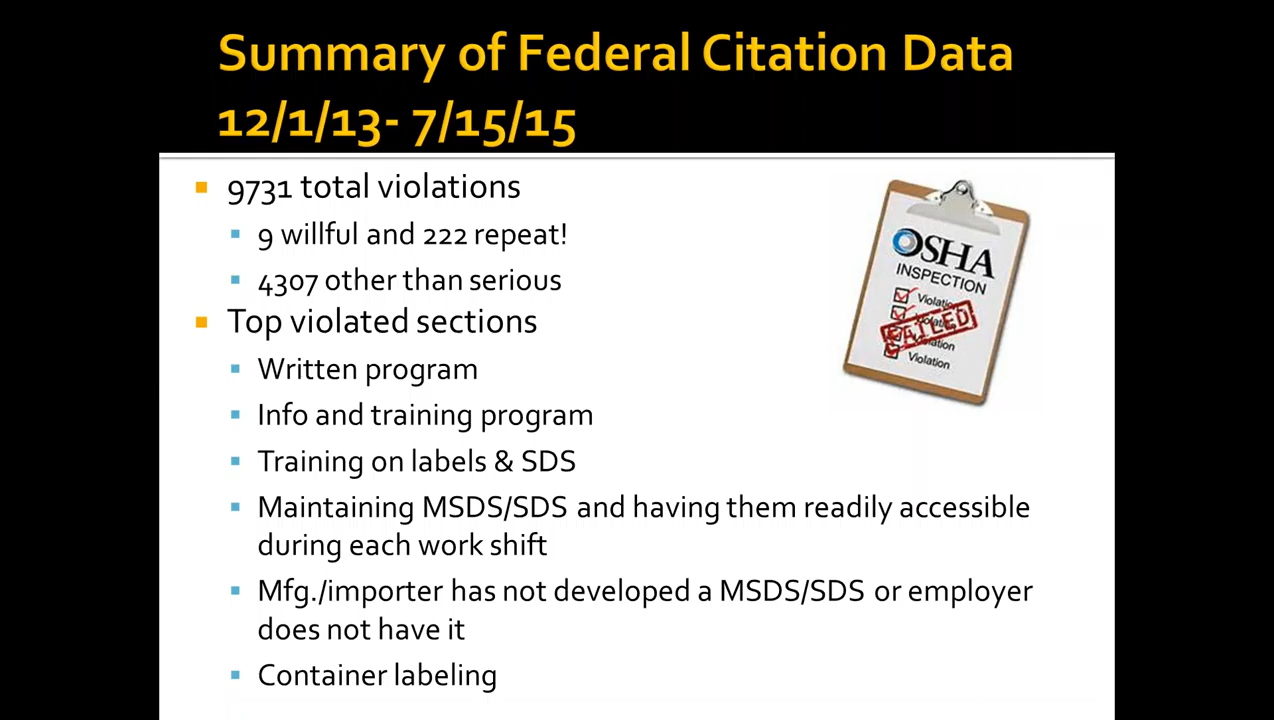 Summary of Federal Citation Data
12/1/13- 7/15/15
9731 total violations
9 willful and 222 repeat!
4307 other than serious
Top violated sections
Written program
Info and training program
Training on labels & SDS
Maintaining MSDS/SDS and having them readily accessible
during each work shift
Mfg./importer has not developed a MSDS/SDS or employer
does not have it
Container labeling
OSHA
INSPECTION
Violation
Violation
FAILED
Violation
Violation